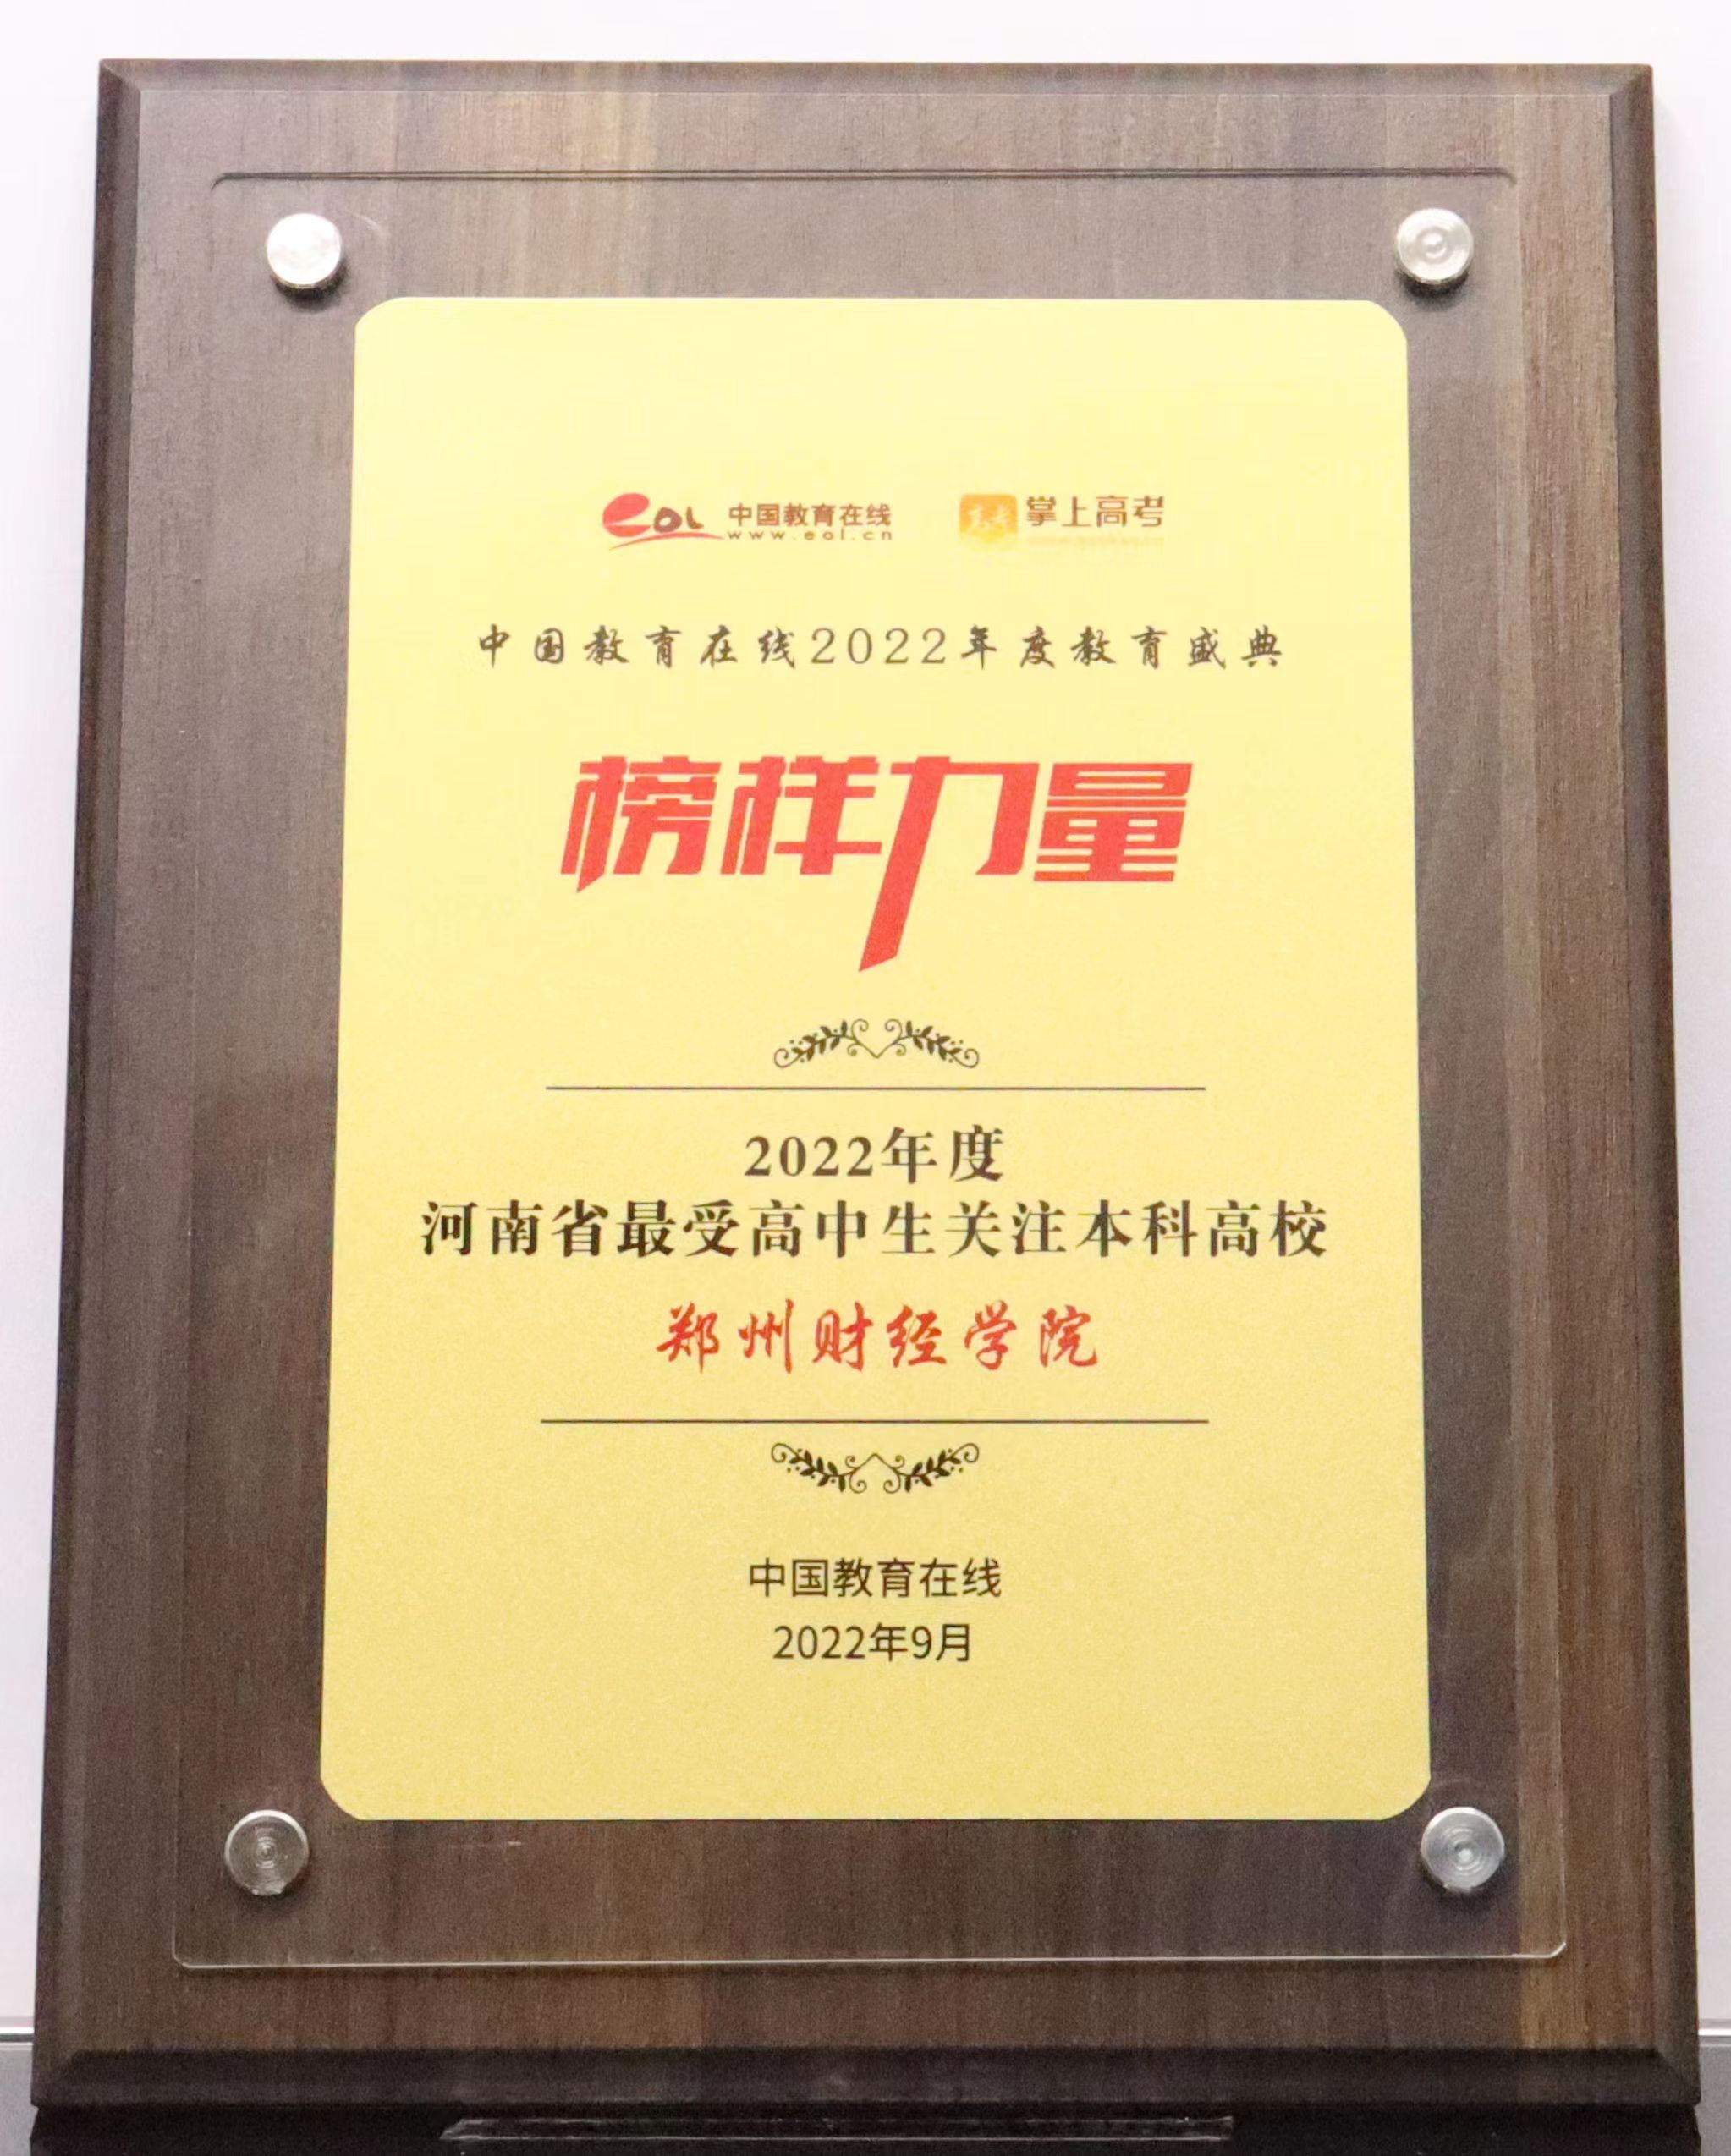 eol 中国教育在线 掌上高考
www.eol.cn
中国教育在线2022年度教育盛典
榜样力量
2022年度
河南省最受高中生关注本科高校
郑州财经学院
中国教育在线
2022年9月